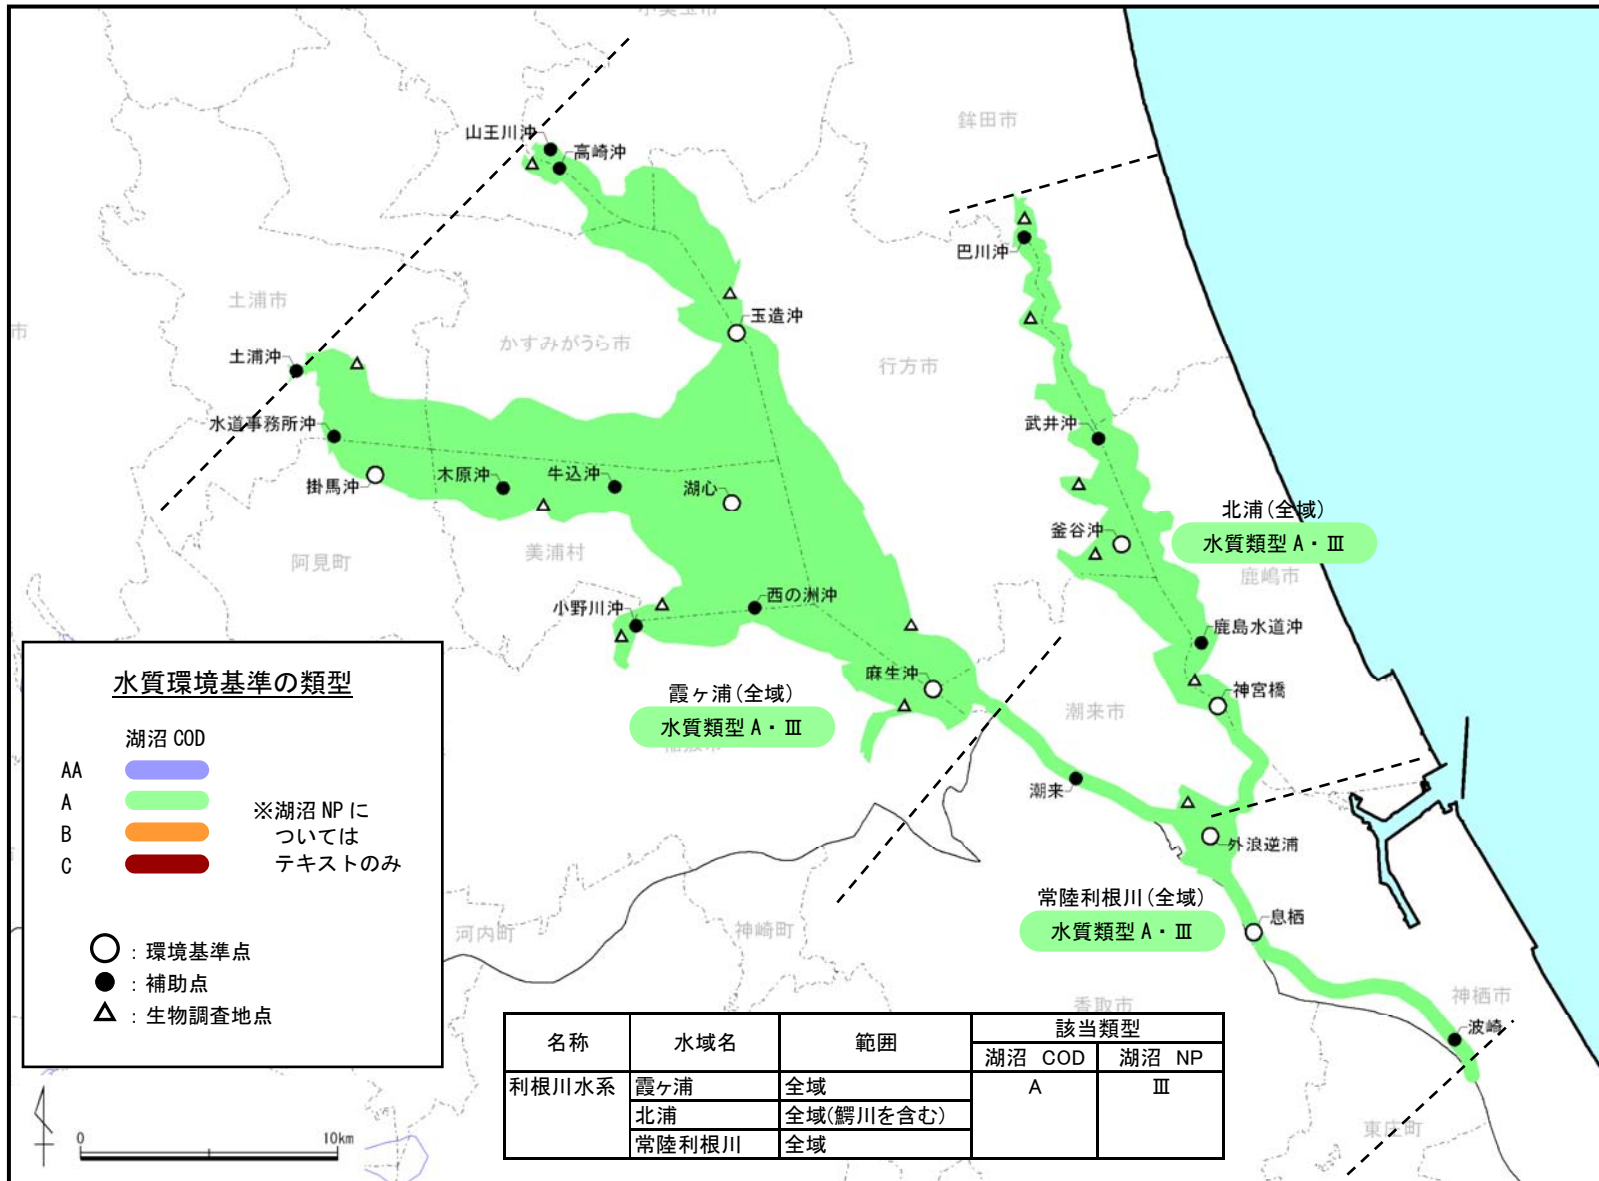 小美玉市
山王川沖
高崎沖
鉾田市
巴川沖
土浦市
市
玉造沖
かすみがうら市
行方市
土浦沖
水道事務所沖
武井沖
掛馬沖
木原沖
牛込沖
湖心
北浦(全域)
水質類型 A・Ⅲ
釜谷沖
阿見町
美浦村
鹿嶋市
小野川沖
西の洲沖
鹿島水道沖
麻生沖
神宮橋
霞ヶ浦(全域)
水質類型 A・Ⅲ
稲敷市
潮来市
潮来
外浪逆浦
常陸利根川(全域)
水質類型 A・Ⅲ
息栖
河内町
神崎町
香取市
神栖市
波崎
東庄町
水質環境基準の類型
湖沼 COD
AA
A
B
C
※湖沼 NP に
ついては
テキストのみ
：環境基準点
：補助点
：生物調査地点
0 10km
名称 水域名 範囲 該当類型
湖沼 COD 湖沼 NP
利根川水系 霞ヶ浦 全域 A Ⅲ
北浦 全域(鰐川を含む)
常陸利根川 全域